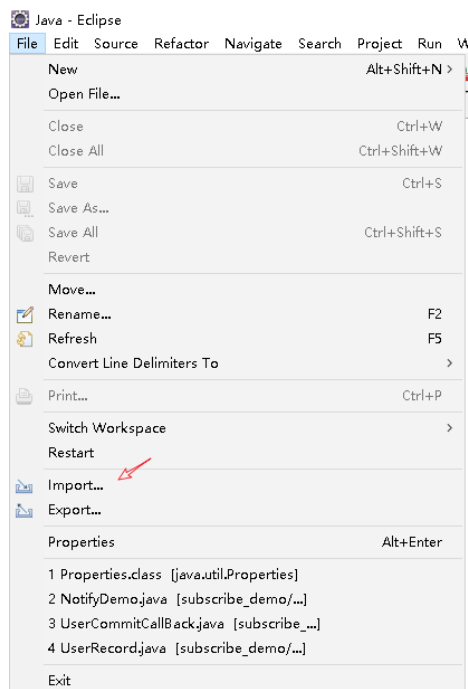 Java - Eclipse
File Edit Source Refactor Navigate Search Project Run
New Alt+Shift+N >
Open File...
Close Ctrl+W
Close All Ctrl+Shift+W
Save Ctrl+S
Save As...
Save All Ctrl+Shift+S
Revert
Move...
Rename... F2
Refresh F5
Convert Line Delimiters To >
Print... Ctrl+P
Switch Workspace >
Restart
Import...
Export...
Properties Alt+Enter
1 Properties.class [java.util.Properties]
2 NotifyDemo.java [subscribe_demo/...]
3 UserCommitCallBack.java [subscribe_...]
4 UserRecord.java [subscribe_demo/...]
Exit